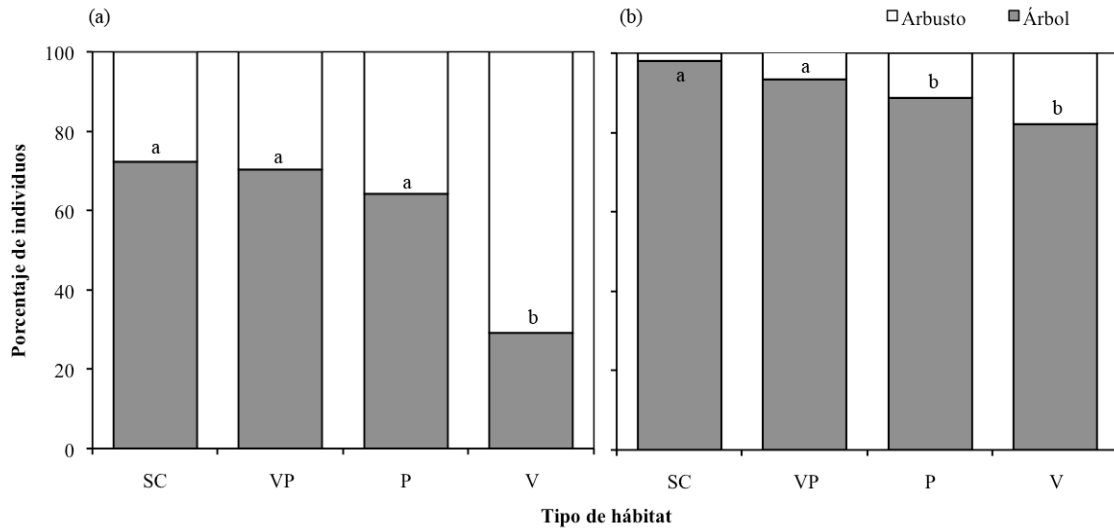 (a)
(b)
Arbusto Árbol
Porcentaje de individuos
100
80
60
40
20
0
a
a
a
b
a
a
b
b
SC VP P V
SC VP P V
Tipo de hábitat